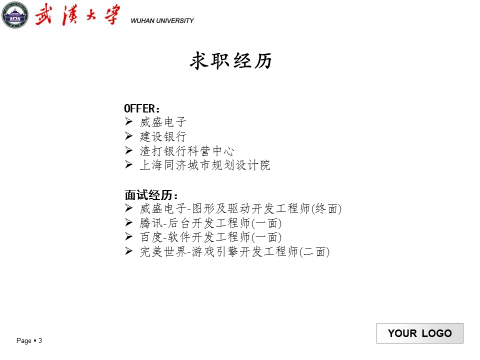 武漢大学
WUHAN UNIVERSITY
求职经历
OFFER：
➢ 威盛电子
➢ 建设银行
➢ 渣打银行科营中心
➢ 上海同济城市规划设计院
面试经历：
➢ 威盛电子-图形及驱动开发工程师(终面)
➢ 腾讯-后台开发工程师(一面)
➢ 百度-软件开发工程师(一面)
➢ 完美世界-游戏引擎开发工程师(二面)
YOUR LOGO
Page ▪ 3